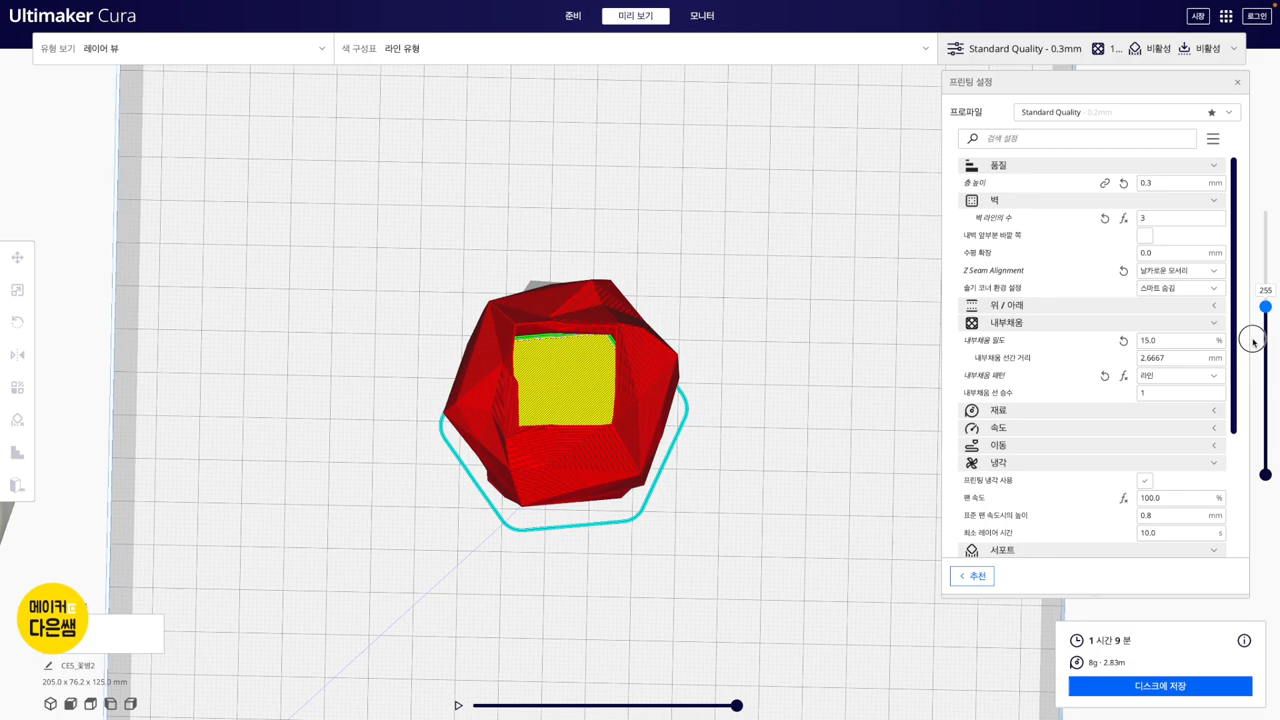 Ultimaker Cura
준비
미리 보기
모니터
시장
로그인
유형 보기 레이어 뷰
색 구성표 라인 유형
Standard Quality - 0.3mm
1...
비활성
비활성
프린팅 설정
프로파일
Standard Quality - 0.2mm
검색 설정
품질
층 높이 0.3 mm
벽
벽 라인의 수 3
내벽 앞부분 바깥 쪽
수평 확장 0.0 mm
Z Seam Alignment 날카로운 모서리
솔기 코너 환경 설정 스마트 숨김
위 / 아래
내부채움
내부채움 밀도 15.0 %
내부채움 선간 거리 2.6667 mm
내부채움 패턴 라인
내부채움 선 승수 1
재료
속도
이동
냉각
프린팅 냉각 사용
팬 속도 100.0 %
표준 팬 속도시의 높이 0.8 mm
최소 레이어 시간 10.0 s
서포트
추천
255
메이커E
다은쌤
CE5_꽃병2
205.0 x 76.2 x 125.0 mm
1 시간 9 분
8g · 2.83m
디스크에 저장